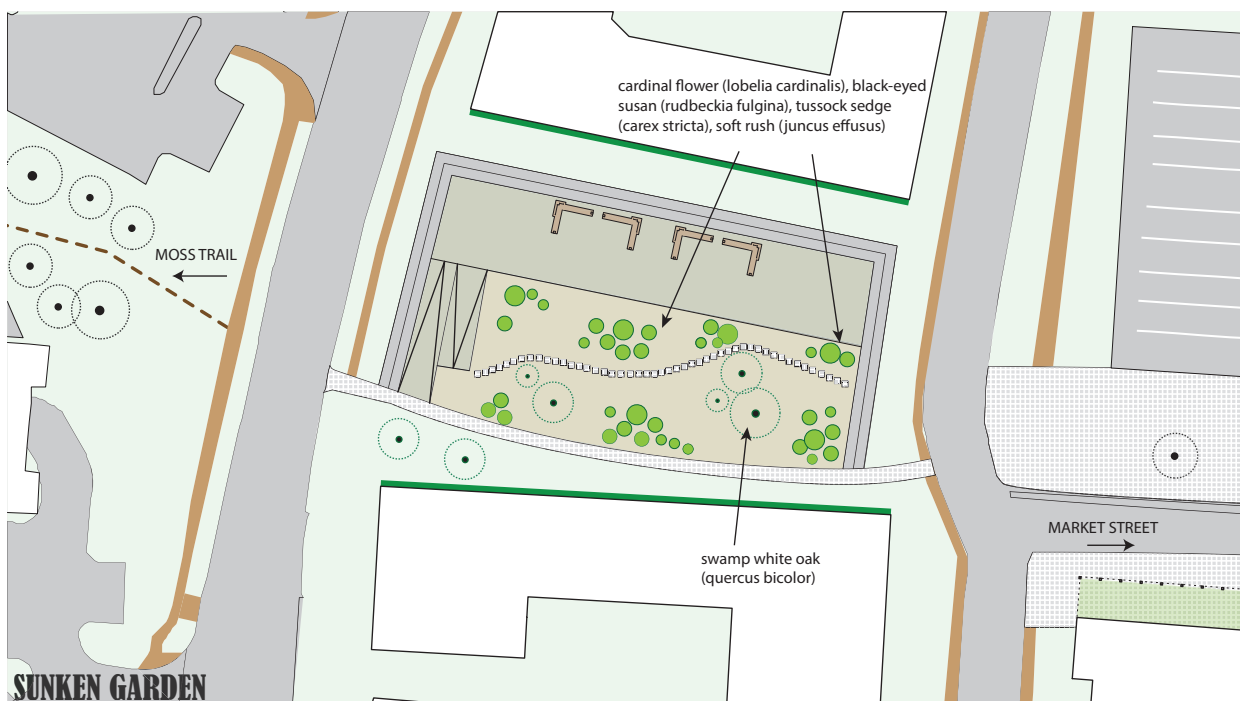 cardinal flower (lobelia cardinalis), black-eyed
susan (rudbeckia fulgina), tussock sedge
(carex stricta), soft rush (juncus effusus)
MOSS TRAIL
MARKET STREET
swamp white oak
(quercus bicolor)
SUNKEN GARDEN